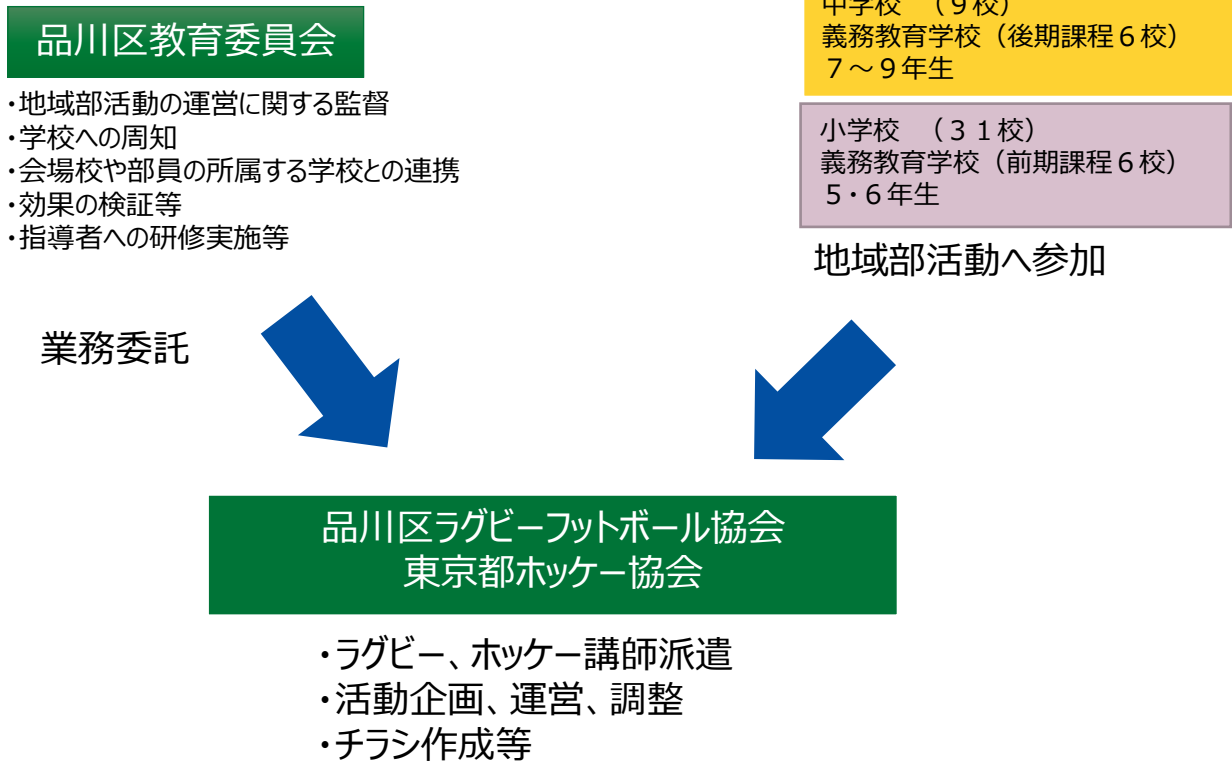 品川区教育委員会
・地域部活動の運営に関する監督
・学校への周知
・会場校や部員の所属する学校との連携
・効果の検証等
・指導者への研修実施等
業務委託
中学校　（９校）
義務教育学校（後期課程６校）
７～９年生
小学校　（３１校）
義務教育学校（前期課程６校）
５・６年生
地域部活動へ参加
品川区ラグビーフットボール協会
東京都ホッケー協会
・ラグビー、ホッケー講師派遣
・活動企画、運営、調整
・チラシ作成等